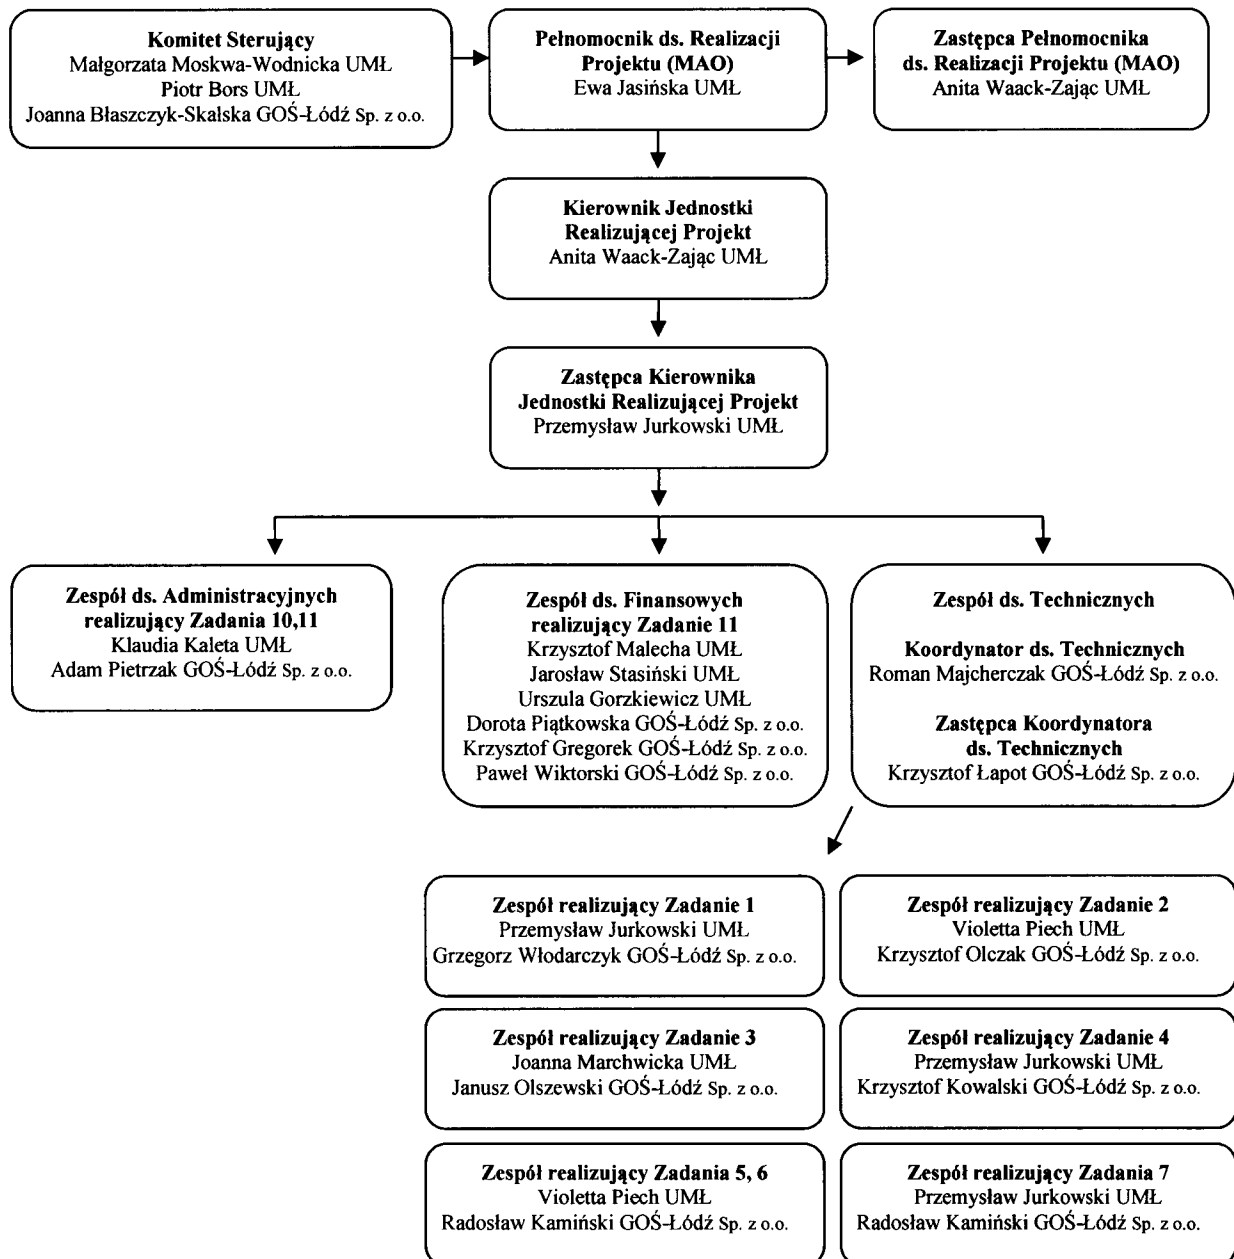 Komitet Sterujący
Małgorzata Moskwa-Wodnicka UMŁ
Piotr Bors UMŁ
Joanna Błaszczyk-Skalska GOŚ-Łódź Sp. z o.o.
Pełnomocnik ds. Realizacji
Projektu (MAO)
Ewa Jasińska UMŁ
Zastępca Pełnomocnika
ds. Realizacji Projektu (MAO)
Anita Waack-Zając UMŁ
Kierownik Jednostki
Realizującej Projekt
Anita Waack-Zając UMŁ
Zastępca Kierownika
Jednostki Realizującej Projekt
Przemysław Jurkowski UMŁ
Zespół ds. Administracyjnych
realizujący Zadania 10,11
Klaudia Kaleta UMŁ
Adam Pietrzak GOŚ-Łódź Sp. z o.o.
Zespół ds. Finansowych
realizujący Zadanie 11
Krzysztof Malecha UMŁ
Jarosław Stasiński UMŁ
Urszula Gorzkiewicz UMŁ
Dorota Piątkowska GOŚ-Łódź Sp. z o.o.
Krzysztof Gregorek GOŚ-Łódź Sp. z o.o.
Paweł Wiktorski GOŚ-Łódź Sp. z o.o.
Zespół ds. Technicznych
Koordynator ds. Technicznych
Roman Majcherczak GOŚ-Łódź Sp. z o.o.
Zastępca Koordynatora
ds. Technicznych
Krzysztof Łapot GOŚ-Łódź Sp. z o.o.
Zespół realizujący Zadanie 1
Przemysław Jurkowski UMŁ
Grzegorz Włodarczyk GOŚ-Łódź Sp. z o.o.
Zespół realizujący Zadanie 2
Violetta Piech UMŁ
Krzysztof Olczak GOŚ-Łódź Sp. z o.o.
Zespół realizujący Zadanie 3
Joanna Marchwicka UMŁ
Janusz Olszewski GOŚ-Łódź Sp. z o.o.
Zespół realizujący Zadanie 4
Przemysław Jurkowski UMŁ
Krzysztof Kowalski GOŚ-Łódź Sp. z o.o.
Zespół realizujący Zadania 5, 6
Violetta Piech UMŁ
Radosław Kamiński GOŚ-Łódź Sp. z o.o.
Zespół realizujący Zadania 7
Przemysław Jurkowski UMŁ
Radosław Kamiński GOŚ-Łódź Sp. z o.o.